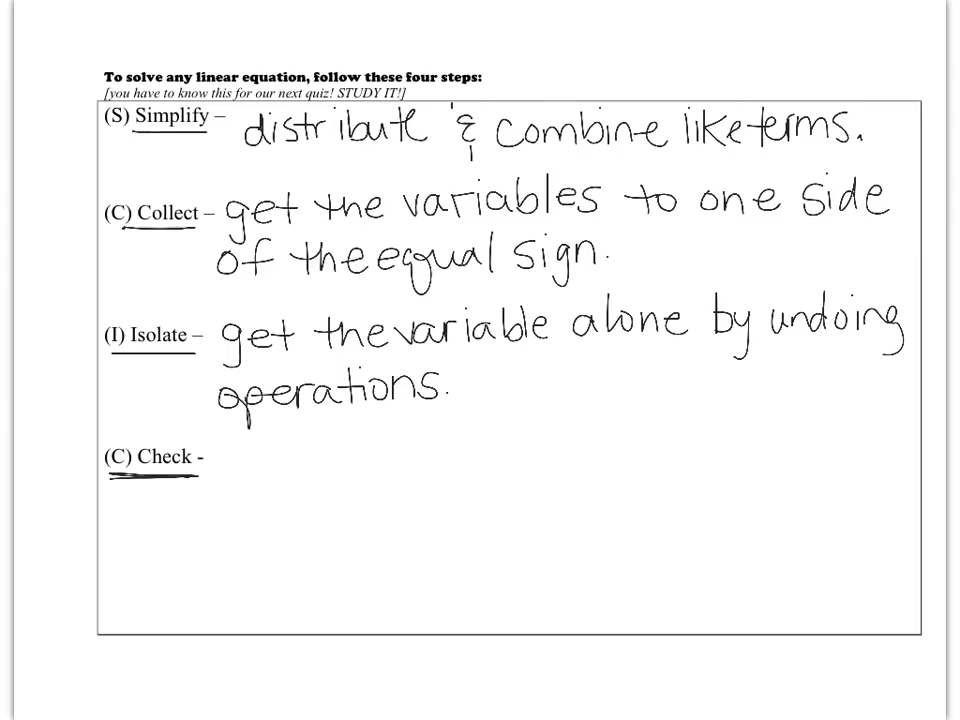 To solve any linear equation, follow these four steps:
[you have to know this for our next quiz! STUDY IT!]
(S) Simplify – distribute & combine like terms.
(C) Collect – get the variables to one side
of the equal sign.
(I) Isolate – get the variable alone by undoing
operations.
(C) Check -